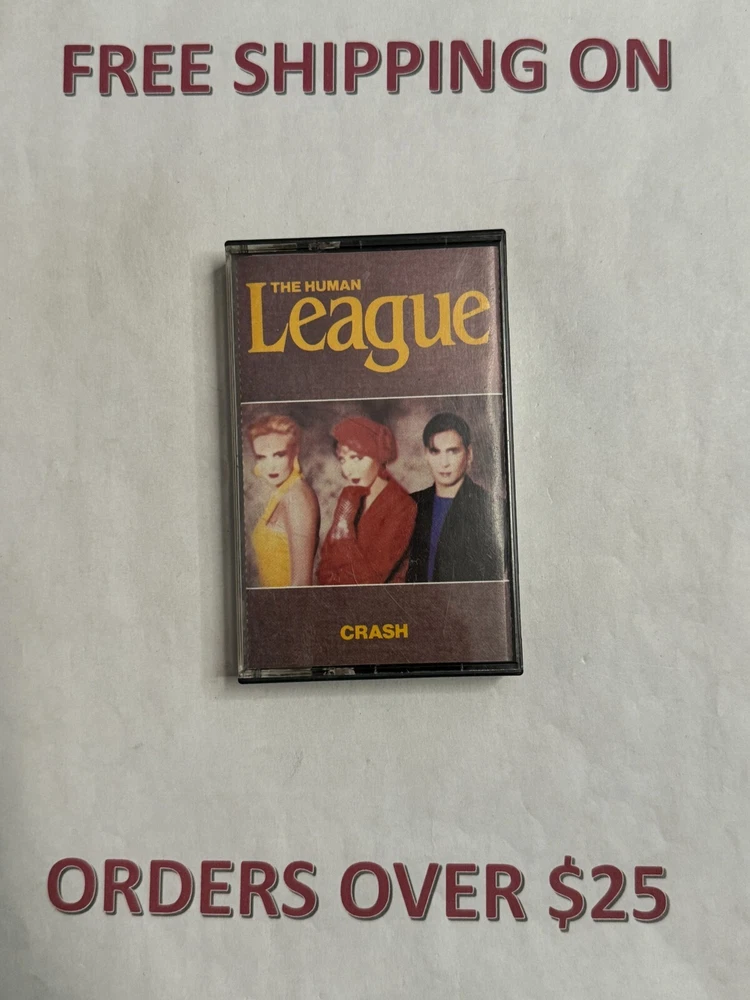 FREE SHIPPING ON
THE HUMAN
League
CRASH
ORDERS OVER $25